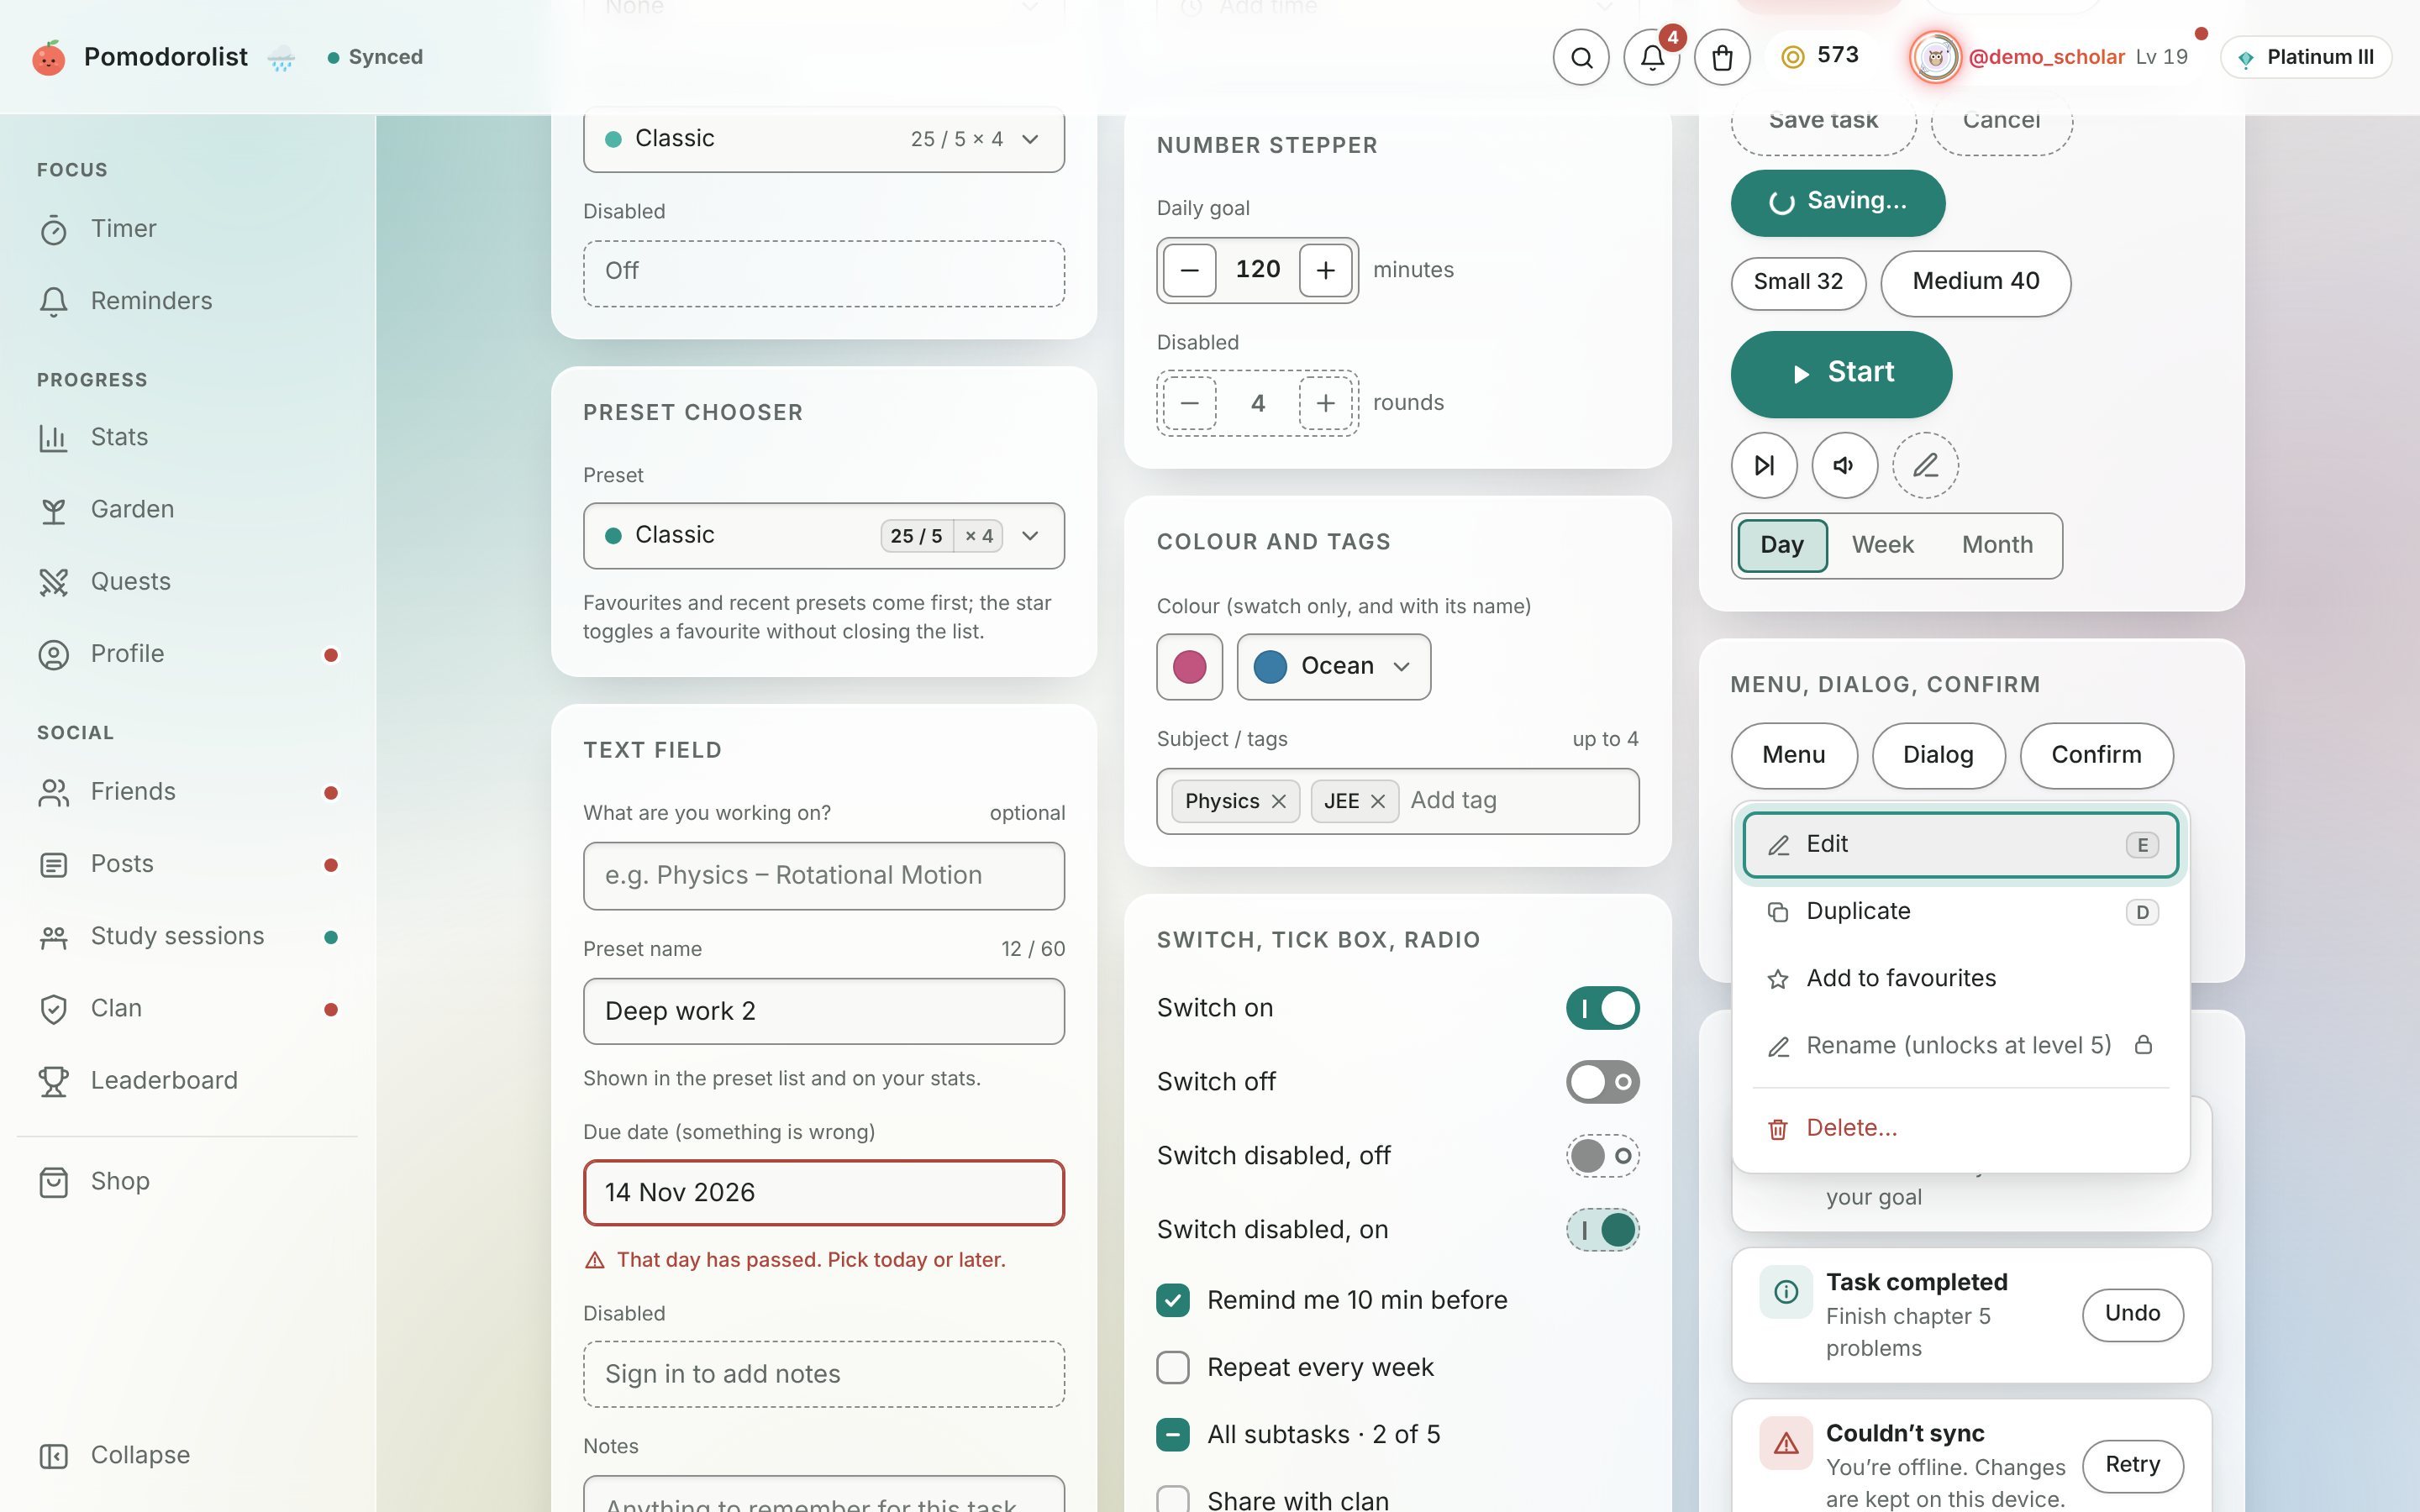 Pomodorolist
Synced
4
573
@demo_scholar Lv 19
Platinum III
FOCUS
Timer
Reminders
PROGRESS
Stats
Garden
Quests
Profile
SOCIAL
Friends
Posts
Study sessions
Clan
Leaderboard
Shop
Collapse
None
Classic 25 / 5 × 4
Disabled
Off
PRESET CHOOSER
Preset
Classic 25 / 5 × 4
Favourites and recent presets come first; the star
toggles a favourite without closing the list.
TEXT FIELD
What are you working on? optional
e.g. Physics – Rotational Motion
Preset name 12 / 60
Deep work 2
Shown in the preset list and on your stats.
Due date (something is wrong)
14 Nov 2026
That day has passed. Pick today or later.
Disabled
Sign in to add notes
Notes
Anything to remember for this task
Add time
NUMBER STEPPER
Daily goal
120 minutes
Disabled
4 rounds
COLOUR AND TAGS
Colour (swatch only, and with its name)
Ocean
Subject / tags up to 4
Physics JEE Add tag
SWITCH, TICK BOX, RADIO
Switch on
Switch off
Switch disabled, off
Switch disabled, on
Remind me 10 min before
Repeat every week
All subtasks · 2 of 5
Share with clan
Save task Cancel
Saving…
Small 32 Medium 40
Start
Day Week Month
MENU, DIALOG, CONFIRM
Menu Dialog Confirm
Edit E
Duplicate D
Add to favourites
Rename (unlocks at level 5)
Delete…
your goal
Task completed
Finish chapter 5
problems
Undo
Couldn’t sync
You’re offline. Changes
are kept on this device.
Retry